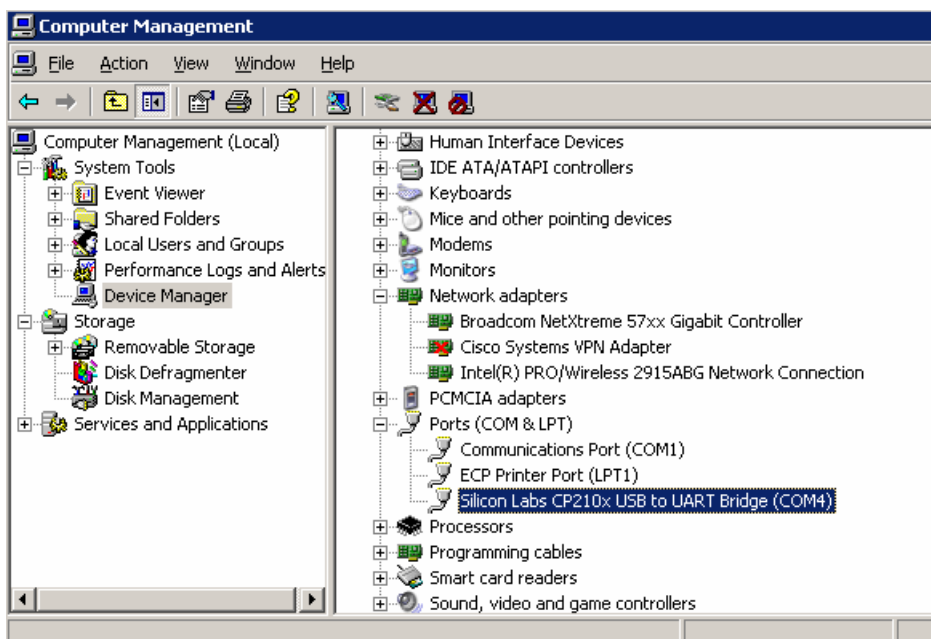 Computer Management
File Action View Window Help
Computer Management (Local)
System Tools
Event Viewer
Shared Folders
Local Users and Groups
Performance Logs and Alerts
Device Manager
Storage
Removable Storage
Disk Defragmenter
Disk Management
Services and Applications
Human Interface Devices
IDE ATA/ATAPI controllers
Keyboards
Mice and other pointing devices
Modems
Monitors
Network adapters
Broadcom NetXtreme 57xx Gigabit Controller
Cisco Systems VPN Adapter
Intel(R) PRO/Wireless 2915ABG Network Connection
PCMCIA adapters
Ports (COM & LPT)
Communications Port (COM1)
ECP Printer Port (LPT1)
Silicon Labs CP210x USB to UART Bridge (COM4)
Processors
Programming cables
Smart card readers
Sound, video and game controllers